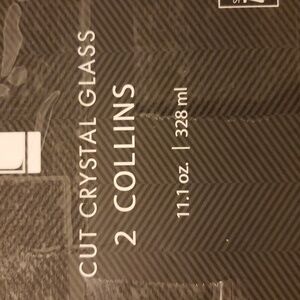 CUT CRYSTAL GLASS
2 COLLINS
11.1 oz. | 328 ml